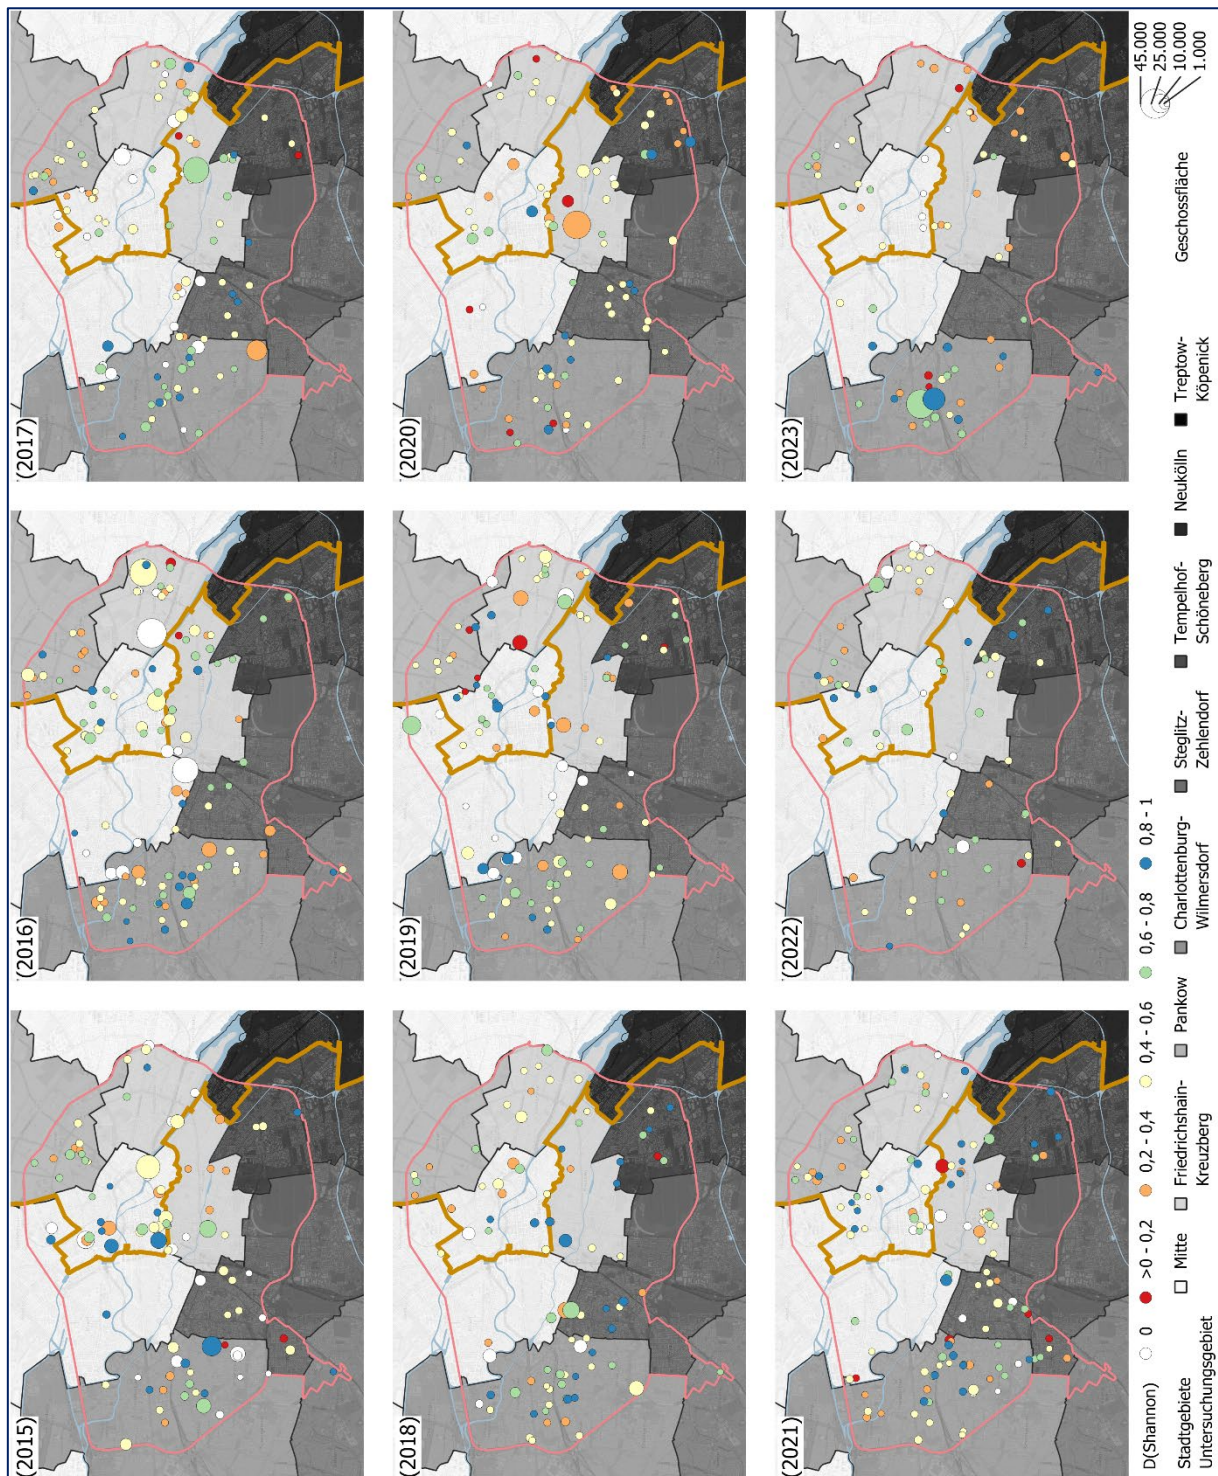 (2015)
(2016)
(2017)
(2018)
(2019)
(2020)
(2021)
(2022)
(2023)
D(Shannon)
0
>0 - 0,2
0,2 - 0,4
0,4 - 0,6
0,6 - 0,8
0,8 - 1
Stadtgebiete
Untersuchungsgebiet
Mitte
Friedrichshain-
Kreuzberg
Pankow
Charlottenburg-
Wilmersdorf
Steglitz-
Zehlendorf
Tempelhof-
Schöneberg
Neukölln
Treptow-
Köpenick
Geschossfläche
45.000
25.000
10.000
1.000